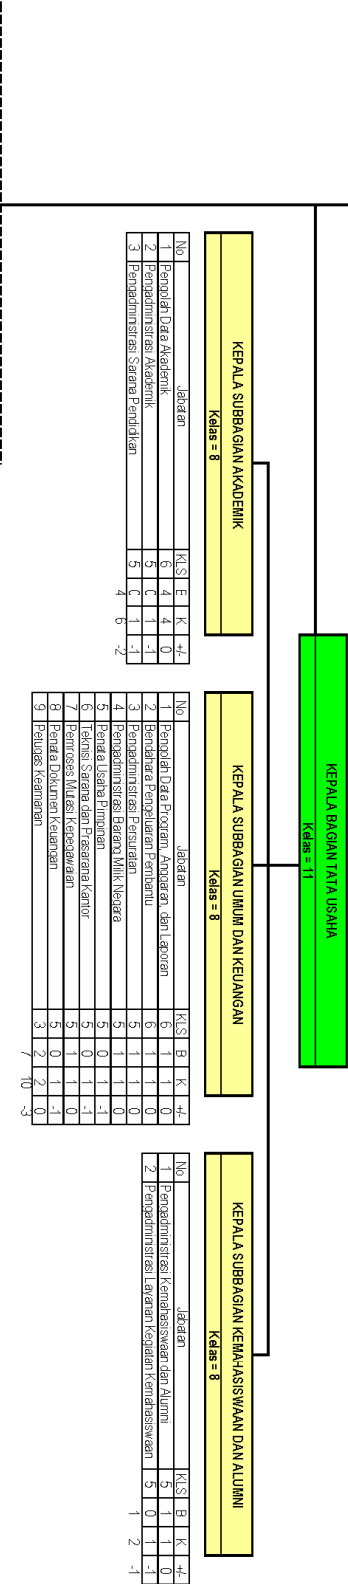 KEPALA BAGIAN TATA USAHA
Kelas = 11
KEPALA SUBBAGIAN AKADEMIK
Kelas = 8
No Jabatan KLS B K +/-
1 Pengolah Data Akademik 6 4 4 0
2 Pengadministrasi Akademik 5 0 1 -1
3 Pengadministrasi Sarana Pendidikan 5 0 1 -1
4 6 -2
KEPALA SUBBAGIAN UMUM DAN KEUANGAN
Kelas = 8
No Jabatan KLS B K +/-
1 Pengolah Data Program, Anggaran, dan Laporan 6 1 1 0
2 Bendahara Pengeluaran Pembantu 6 1 1 0
3 Pengadministrasi Persuratan 5 1 1 0
4 Pengadministrasi Barang Milik Negara 5 1 1 0
5 Penata Usaha Pimpinan 5 0 1 -1
6 Teknisi Sarana dan Prasarana Kantor 5 0 1 -1
7 Pemroses Mutasi Kepegawaian 5 1 1 0
8 Penata Dokumen Keuangan 5 0 1 -1
9 Petugas Keamanan 3 2 2 0
7 10 -3
KEPALA SUBBAGIAN KEMAHASISWAAN DAN ALUMNI
Kelas = 8
No Jabatan KLS B K +/-
1 Pengadministrasi Kemahasiswaan dan Alumni 5 1 1 0
2 Pengadministrasi Layanan Kegiatan Kemahasiswaan 5 0 1 -1
1 2 -1